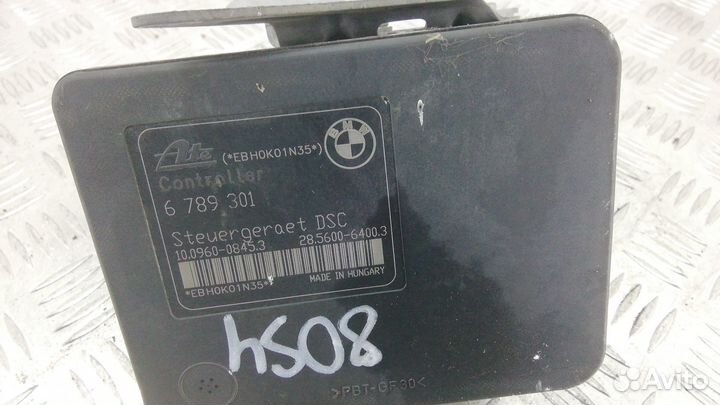 Ate (*EBH0K01N35*) BMW
Controller
6 789 301
Steuergeraet DSC
10.0960-0845.3 28.5600-6400.3
*EBH0K01N35*
MADE IN HUNGARY
>PBT-GF30<
Avito